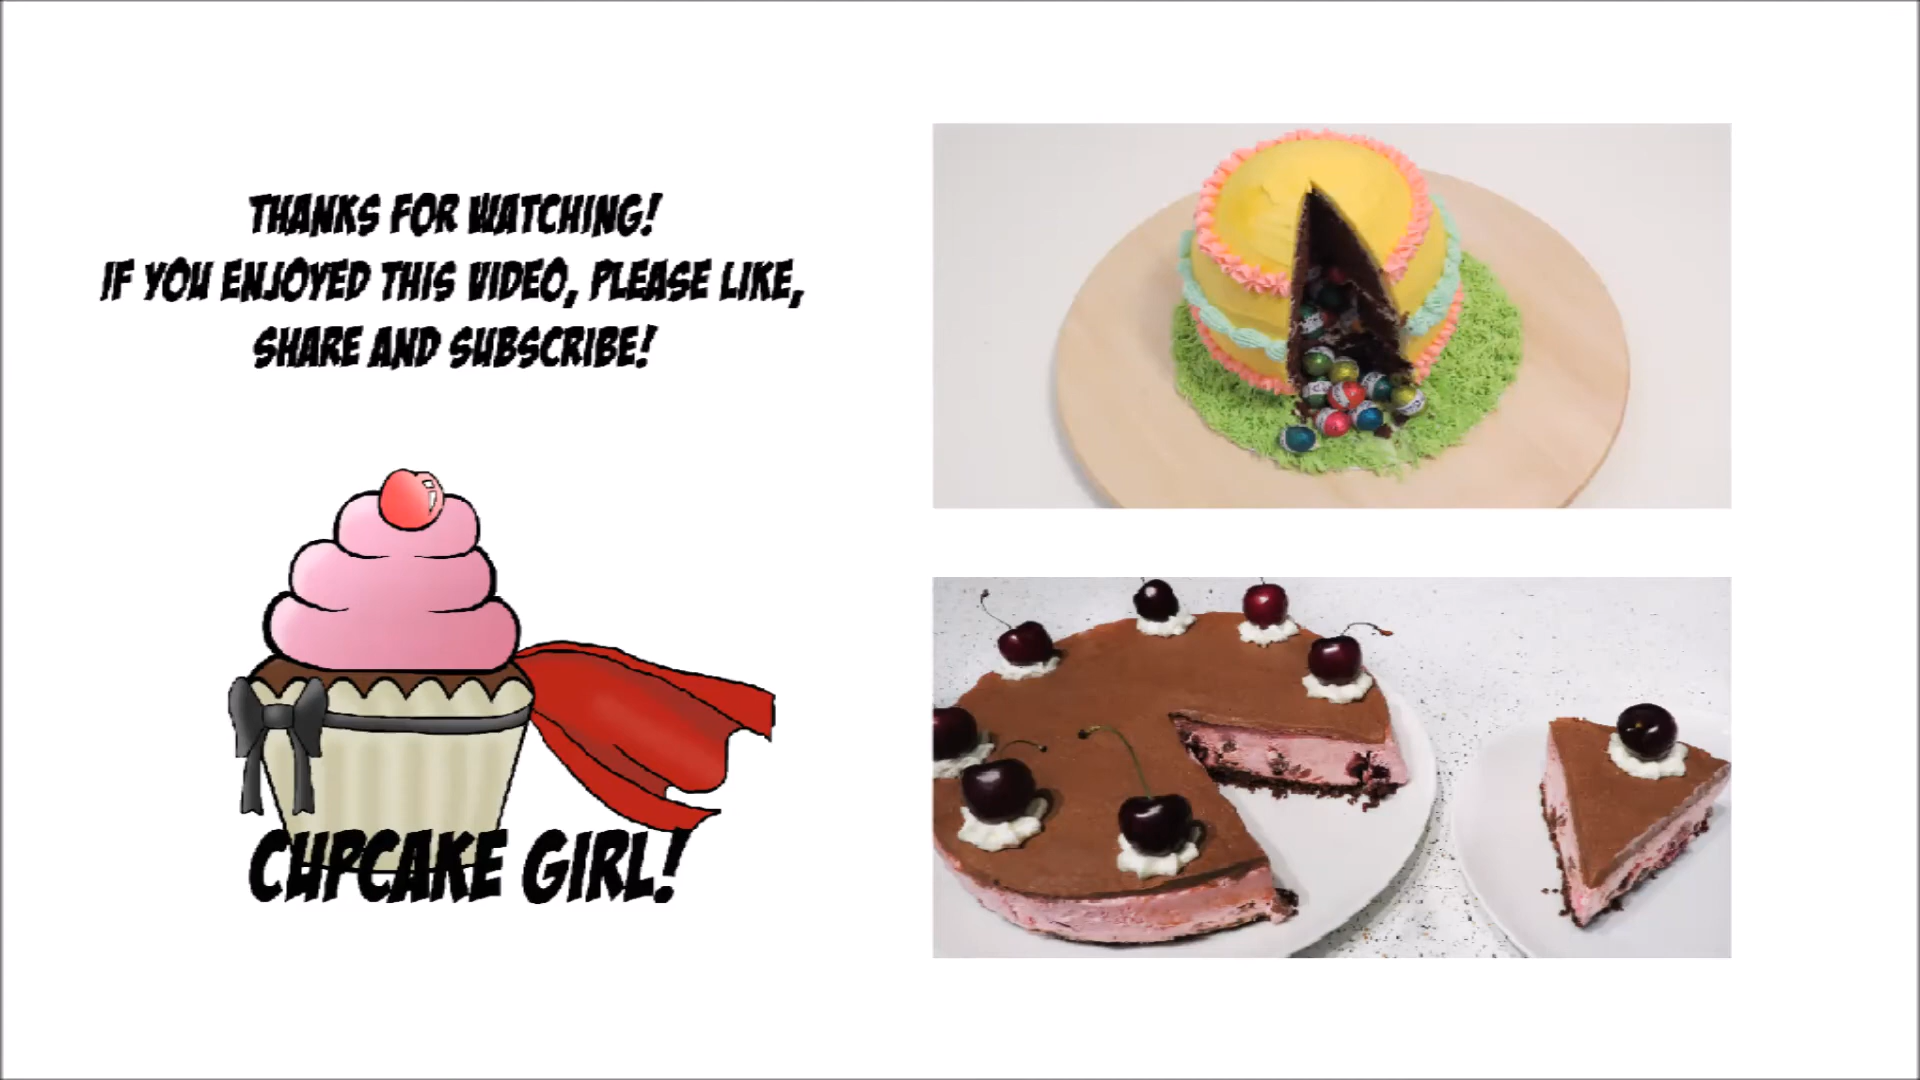 THANKS FOR WATCHING!
IF YOU ENJOYED THIS VIDEO, PLEASE LIKE,
SHARE AND SUBSCRIBE!
CUPCAKE GIRL!